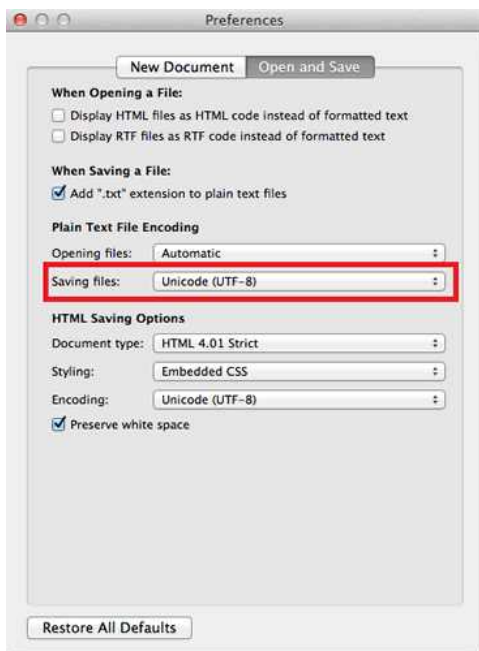 Preferences
New Document Open and Save
When Opening a File:
Display HTML files as HTML code instead of formatted text
Display RTF files as RTF code instead of formatted text
When Saving a File:
Add ".txt" extension to plain text files
Plain Text File Encoding
Opening files: Automatic
Saving files: Unicode (UTF-8)
HTML Saving Options
Document type: HTML 4.01 Strict
Styling: Embedded CSS
Encoding: Unicode (UTF-8)
Preserve white space
Restore All Defaults